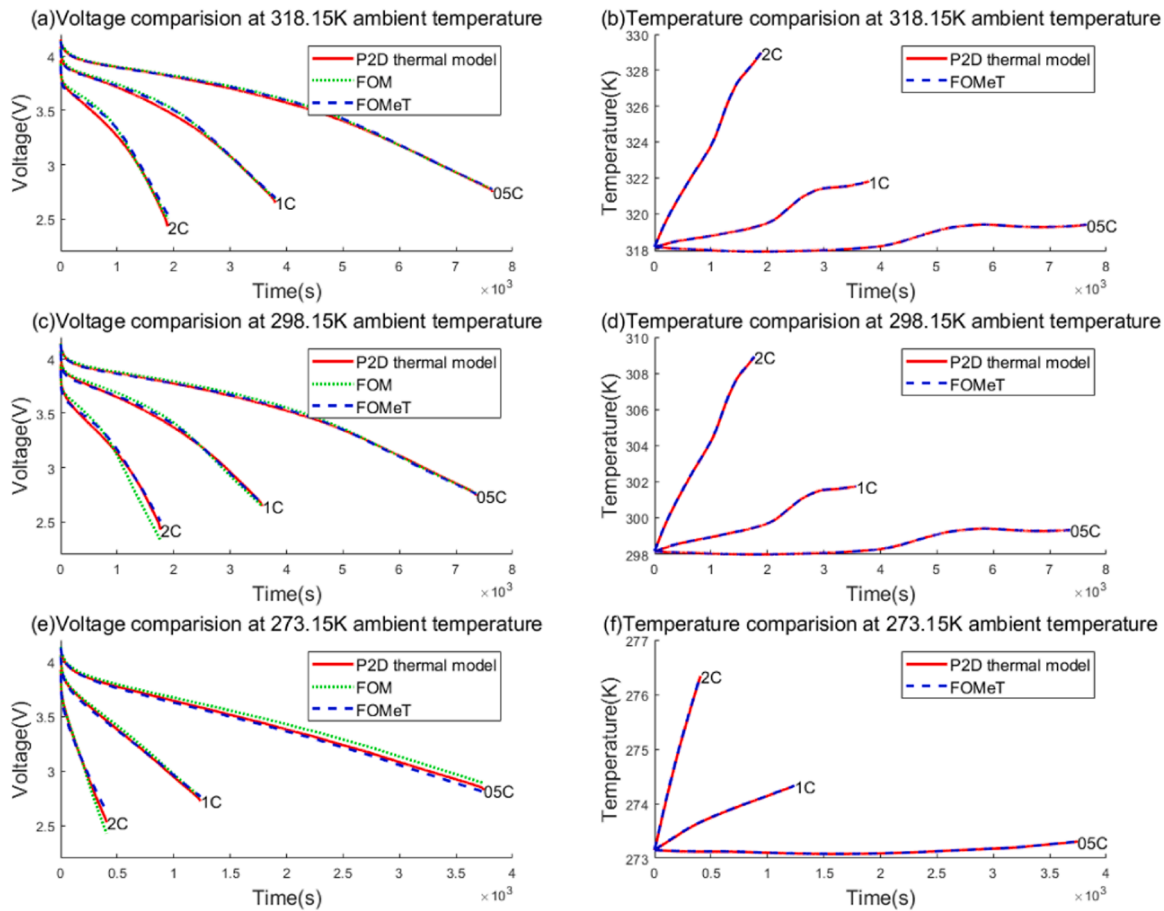 (a)Voltage comparision at 318.15K ambient temperature
4
3.5
3
2.5
Voltage(V)
P2D thermal model
FOM
FOMeT
2C
1C
05C
0 1 2 3 4 5 6 7 8
Time(s)
× 10³
(b)Temperature comparision at 318.15K ambient temperature
330
328
326
324
322
320
318
Temperature(K)
P2D thermal model
FOMeT
2C
1C
05C
0 1 2 3 4 5 6 7 8
Time(s)
× 10³
(c)Voltage comparision at 298.15K ambient temperature
4
3.5
3
2.5
Voltage(V)
P2D thermal model
FOM
FOMeT
2C
1C
05C
0 1 2 3 4 5 6 7 8
Time(s)
× 10³
(d)Temperature comparision at 298.15K ambient temperature
310
308
306
304
302
300
298
Temperature(K)
P2D thermal model
FOMeT
2C
1C
05C
0 1 2 3 4 5 6 7 8
Time(s)
× 10³
(e)Voltage comparision at 273.15K ambient temperature
4
3.5
3
2.5
Voltage(V)
P2D thermal model
FOM
FOMeT
2C
1C
05C
0 0.5 1 1.5 2 2.5 3 3.5 4
Time(s)
× 10³
(f)Temperature comparision at 273.15K ambient temperature
277
276
275
274
273
Temperature(K)
P2D thermal model
FOMeT
2C
1C
05C
0 0.5 1 1.5 2 2.5 3 3.5 4
Time(s)
× 10³